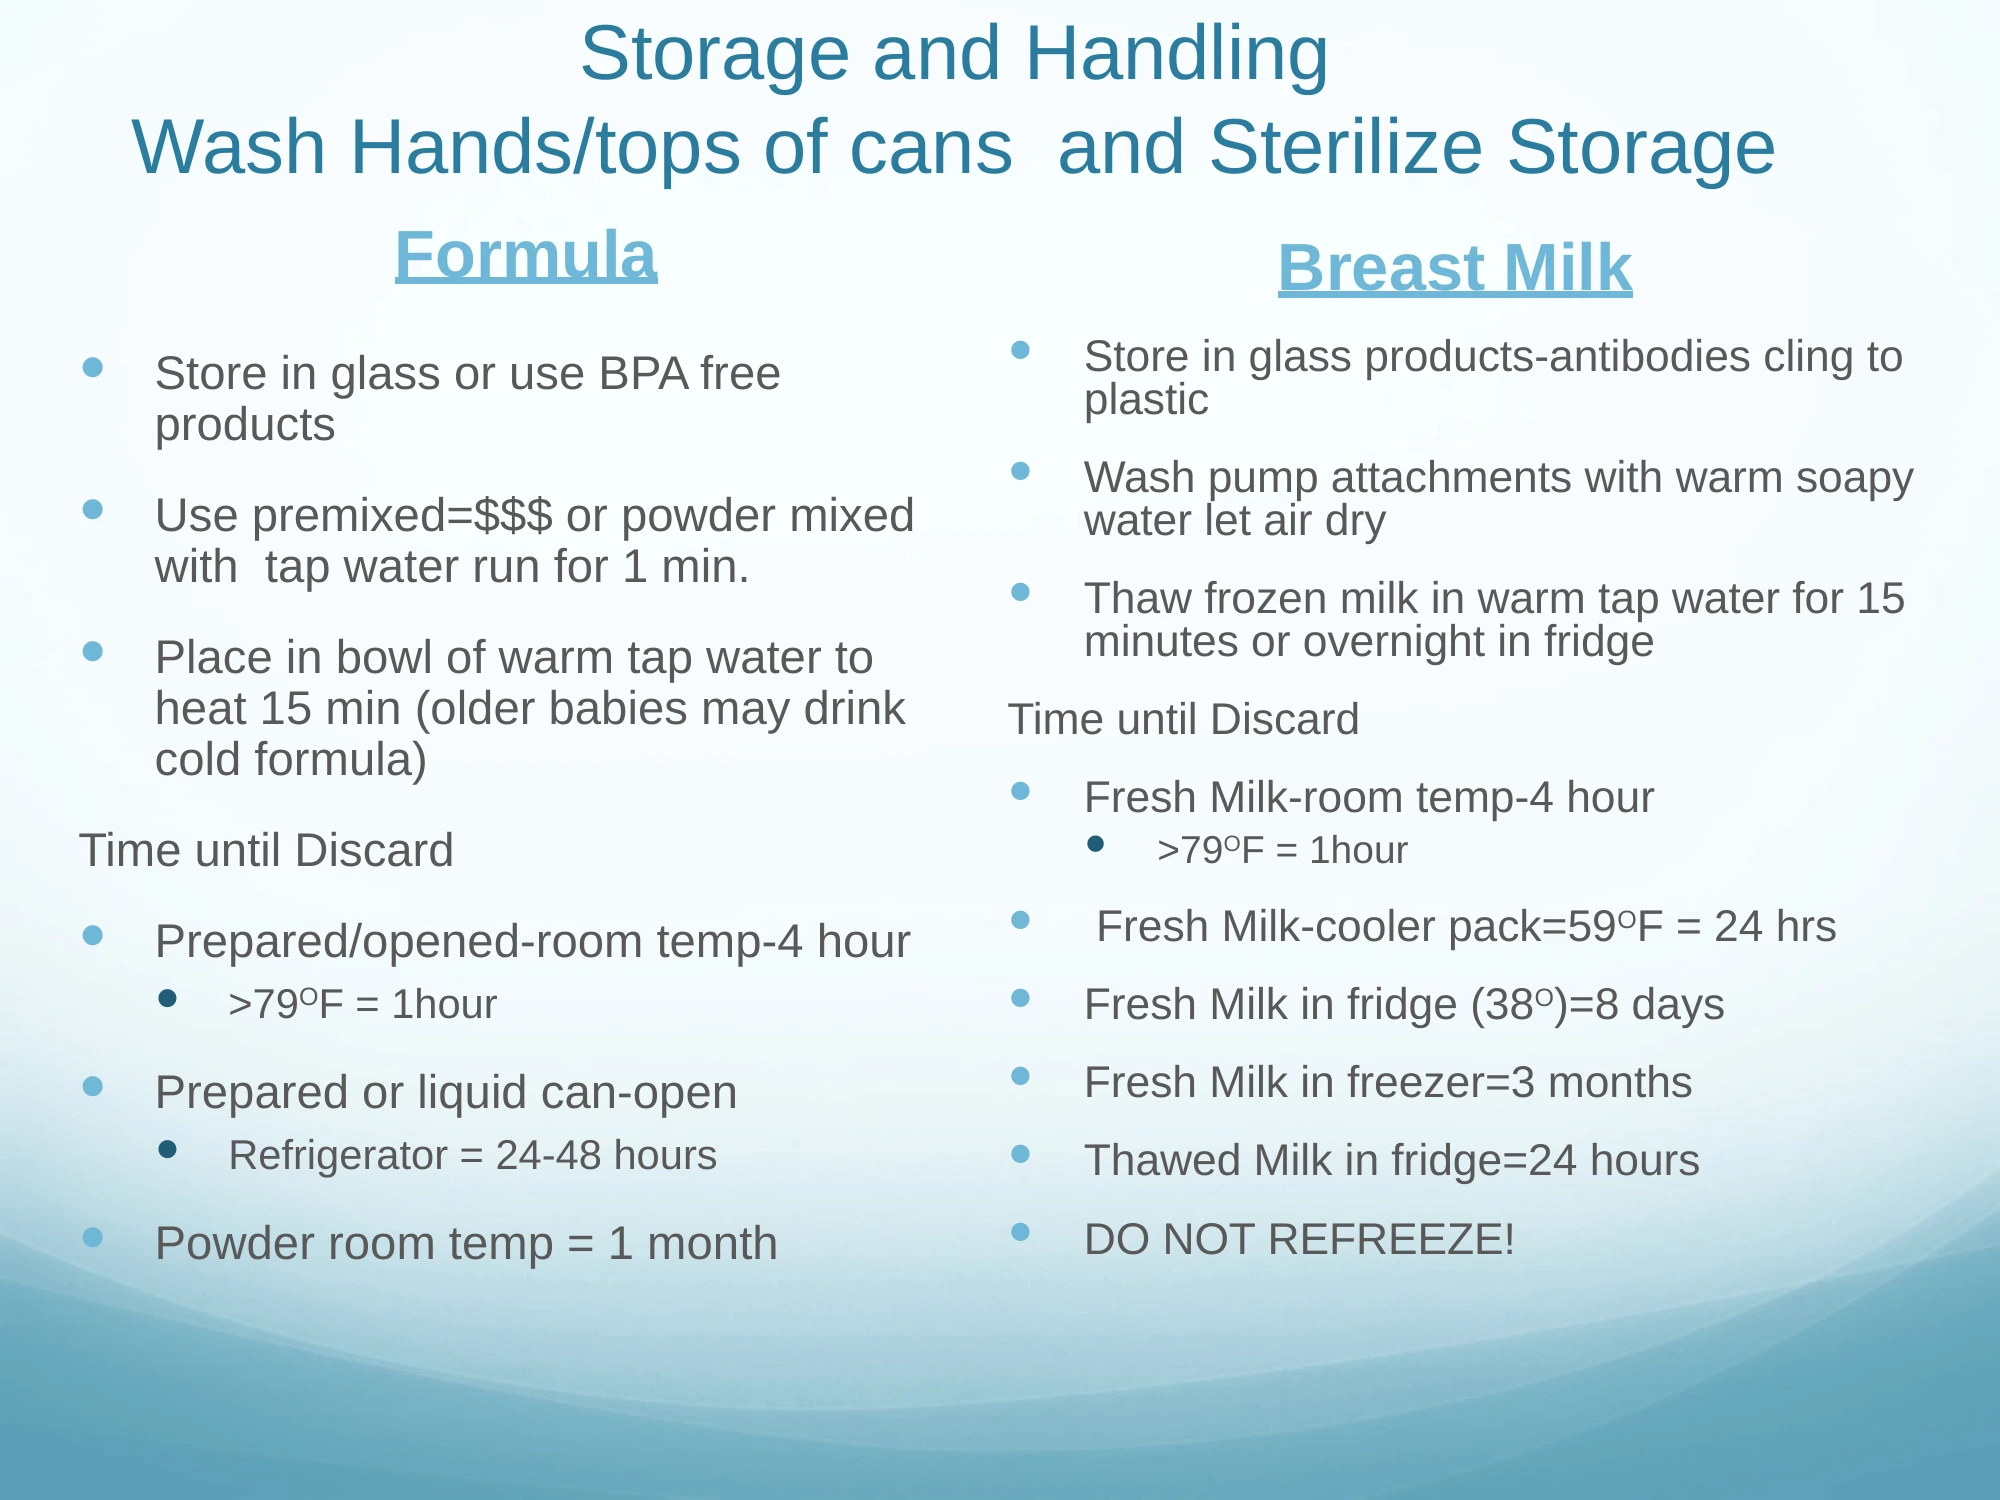 Storage and Handling
Wash Hands/tops of cans  and Sterilize Storage
Formula
Store in glass or use BPA free
products
Use premixed=$$$ or powder mixed
with  tap water run for 1 min.
Place in bowl of warm tap water to
heat 15 min (older babies may drink
cold formula)
Time until Discard
Prepared/opened-room temp-4 hour
>79ᴼF = 1hour
Prepared or liquid can-open
Refrigerator = 24-48 hours
Powder room temp = 1 month
Breast Milk
Store in glass products-antibodies cling to
plastic
Wash pump attachments with warm soapy
water let air dry
Thaw frozen milk in warm tap water for 15
minutes or overnight in fridge
Time until Discard
Fresh Milk-room temp-4 hour
>79ᴼF = 1hour
Fresh Milk-cooler pack=59ᴼF = 24 hrs
Fresh Milk in fridge (38ᴼ)=8 days
Fresh Milk in freezer=3 months
Thawed Milk in fridge=24 hours
DO NOT REFREEZE!